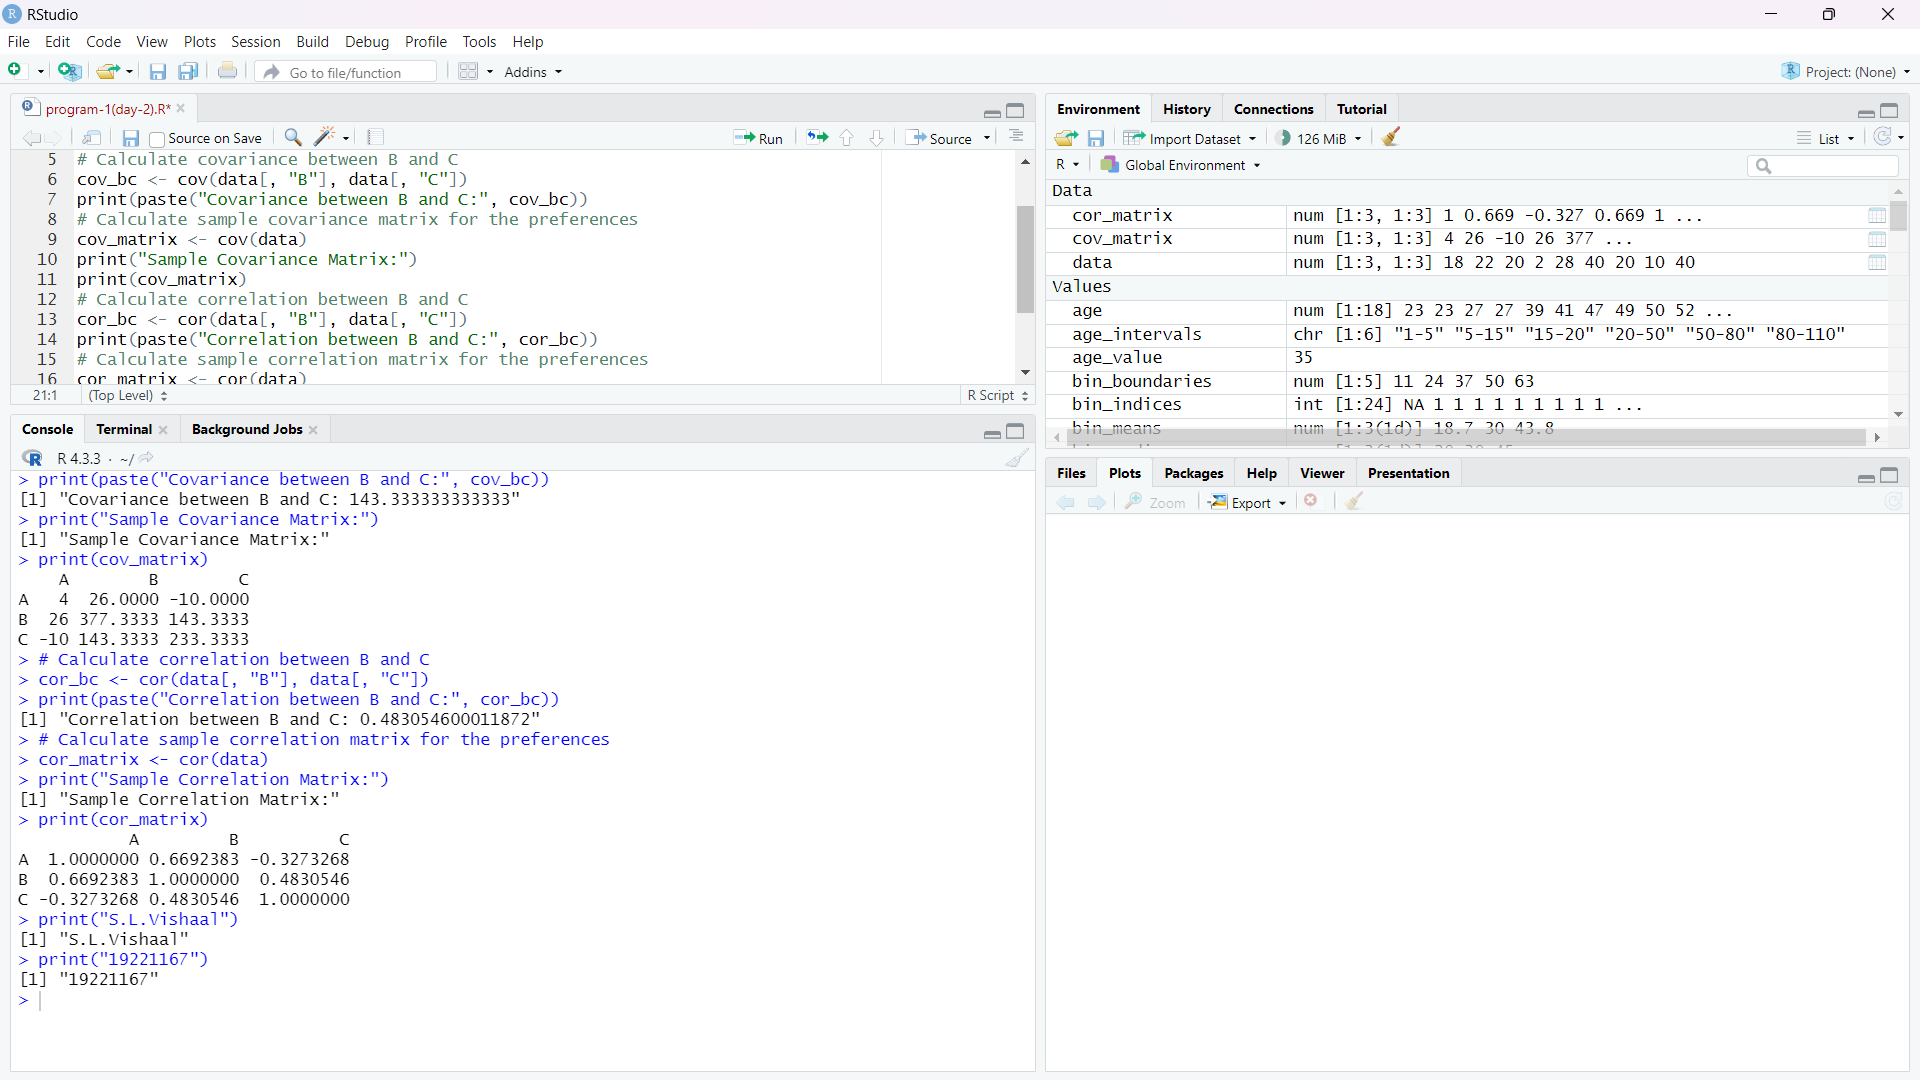 RStudio
File Edit Code View Plots Session Build Debug Profile Tools Help
Go to file/function Addins Project: (None)
program-1(day-2).R*
Source on Save Run Source
5 # Calculate covariance between B and C
6 cov_bc <- cov(data[, "B"], data[, "C"])
7 print(paste("Covariance between B and C:", cov_bc))
8 # Calculate sample covariance matrix for the preferences
9 cov_matrix <- cov(data)
10 print("Sample Covariance Matrix:")
11 print(cov_matrix)
12 # Calculate correlation between B and C
13 cor_bc <- cor(data[, "B"], data[, "C"])
14 print(paste("Correlation between B and C:", cor_bc))
15 # Calculate sample correlation matrix for the preferences
16 cor_matrix <- cor(data)
21:1 (Top Level) R Script
Console Terminal Background Jobs
R 4.3.3 · ~/
> print(paste("Covariance between B and C:", cov_bc))
[1] "Covariance between B and C: 143.333333333333"
> print("Sample Covariance Matrix:")
[1] "Sample Covariance Matrix:"
> print(cov_matrix)
A B C
A 4 26.0000 -10.0000
B 26 377.3333 143.3333
C -10 143.3333 233.3333
> # Calculate correlation between B and C
> cor_bc <- cor(data[, "B"], data[, "C"])
> print(paste("Correlation between B and C:", cor_bc))
[1] "Correlation between B and C: 0.483054600011872"
> # Calculate sample correlation matrix for the preferences
> cor_matrix <- cor(data)
> print("Sample Correlation Matrix:")
[1] "Sample Correlation Matrix:"
> print(cor_matrix)
A B C
A 1.0000000 0.6692383 -0.3273268
B 0.6692383 1.0000000 0.4830546
C -0.3273268 0.4830546 1.0000000
> print("S.L.Vishaal")
[1] "S.L.Vishaal"
> print("19221167")
[1] "19221167"
>
Environment History Connections Tutorial
Import Dataset 126 MiB List
R Global Environment
Data
cor_matrix num [1:3, 1:3] 1 0.669 -0.327 0.669 1 ...
cov_matrix num [1:3, 1:3] 4 26 -10 26 377 ...
data num [1:3, 1:3] 18 22 20 2 28 40 20 10 40
Values
age num [1:18] 23 23 27 27 39 41 47 49 50 52 ...
age_intervals chr [1:6] "1-5" "5-15" "15-20" "20-50" "50-80" "80-110"
age_value 35
bin_boundaries num [1:5] 11 24 37 50 63
bin_indices int [1:24] NA 1 1 1 1 1 1 1 1 1 ...
bin_means num [1:3(1d)] 18.7 30 43.8
Files Plots Packages Help Viewer Presentation
Zoom Export